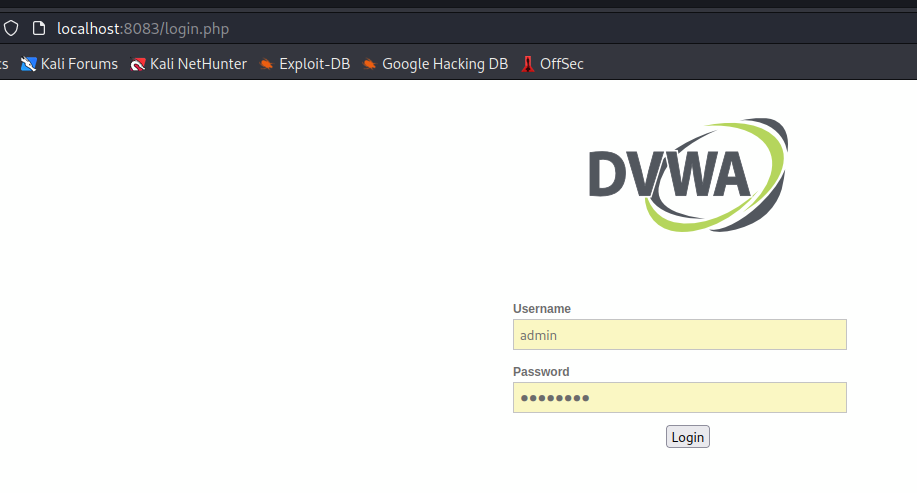 localhost:8083/login.php
s Kali Forums Kali NetHunter Exploit-DB Google Hacking DB OffSec
DVWA
Username
admin
Password
●●●●●●●●
Login